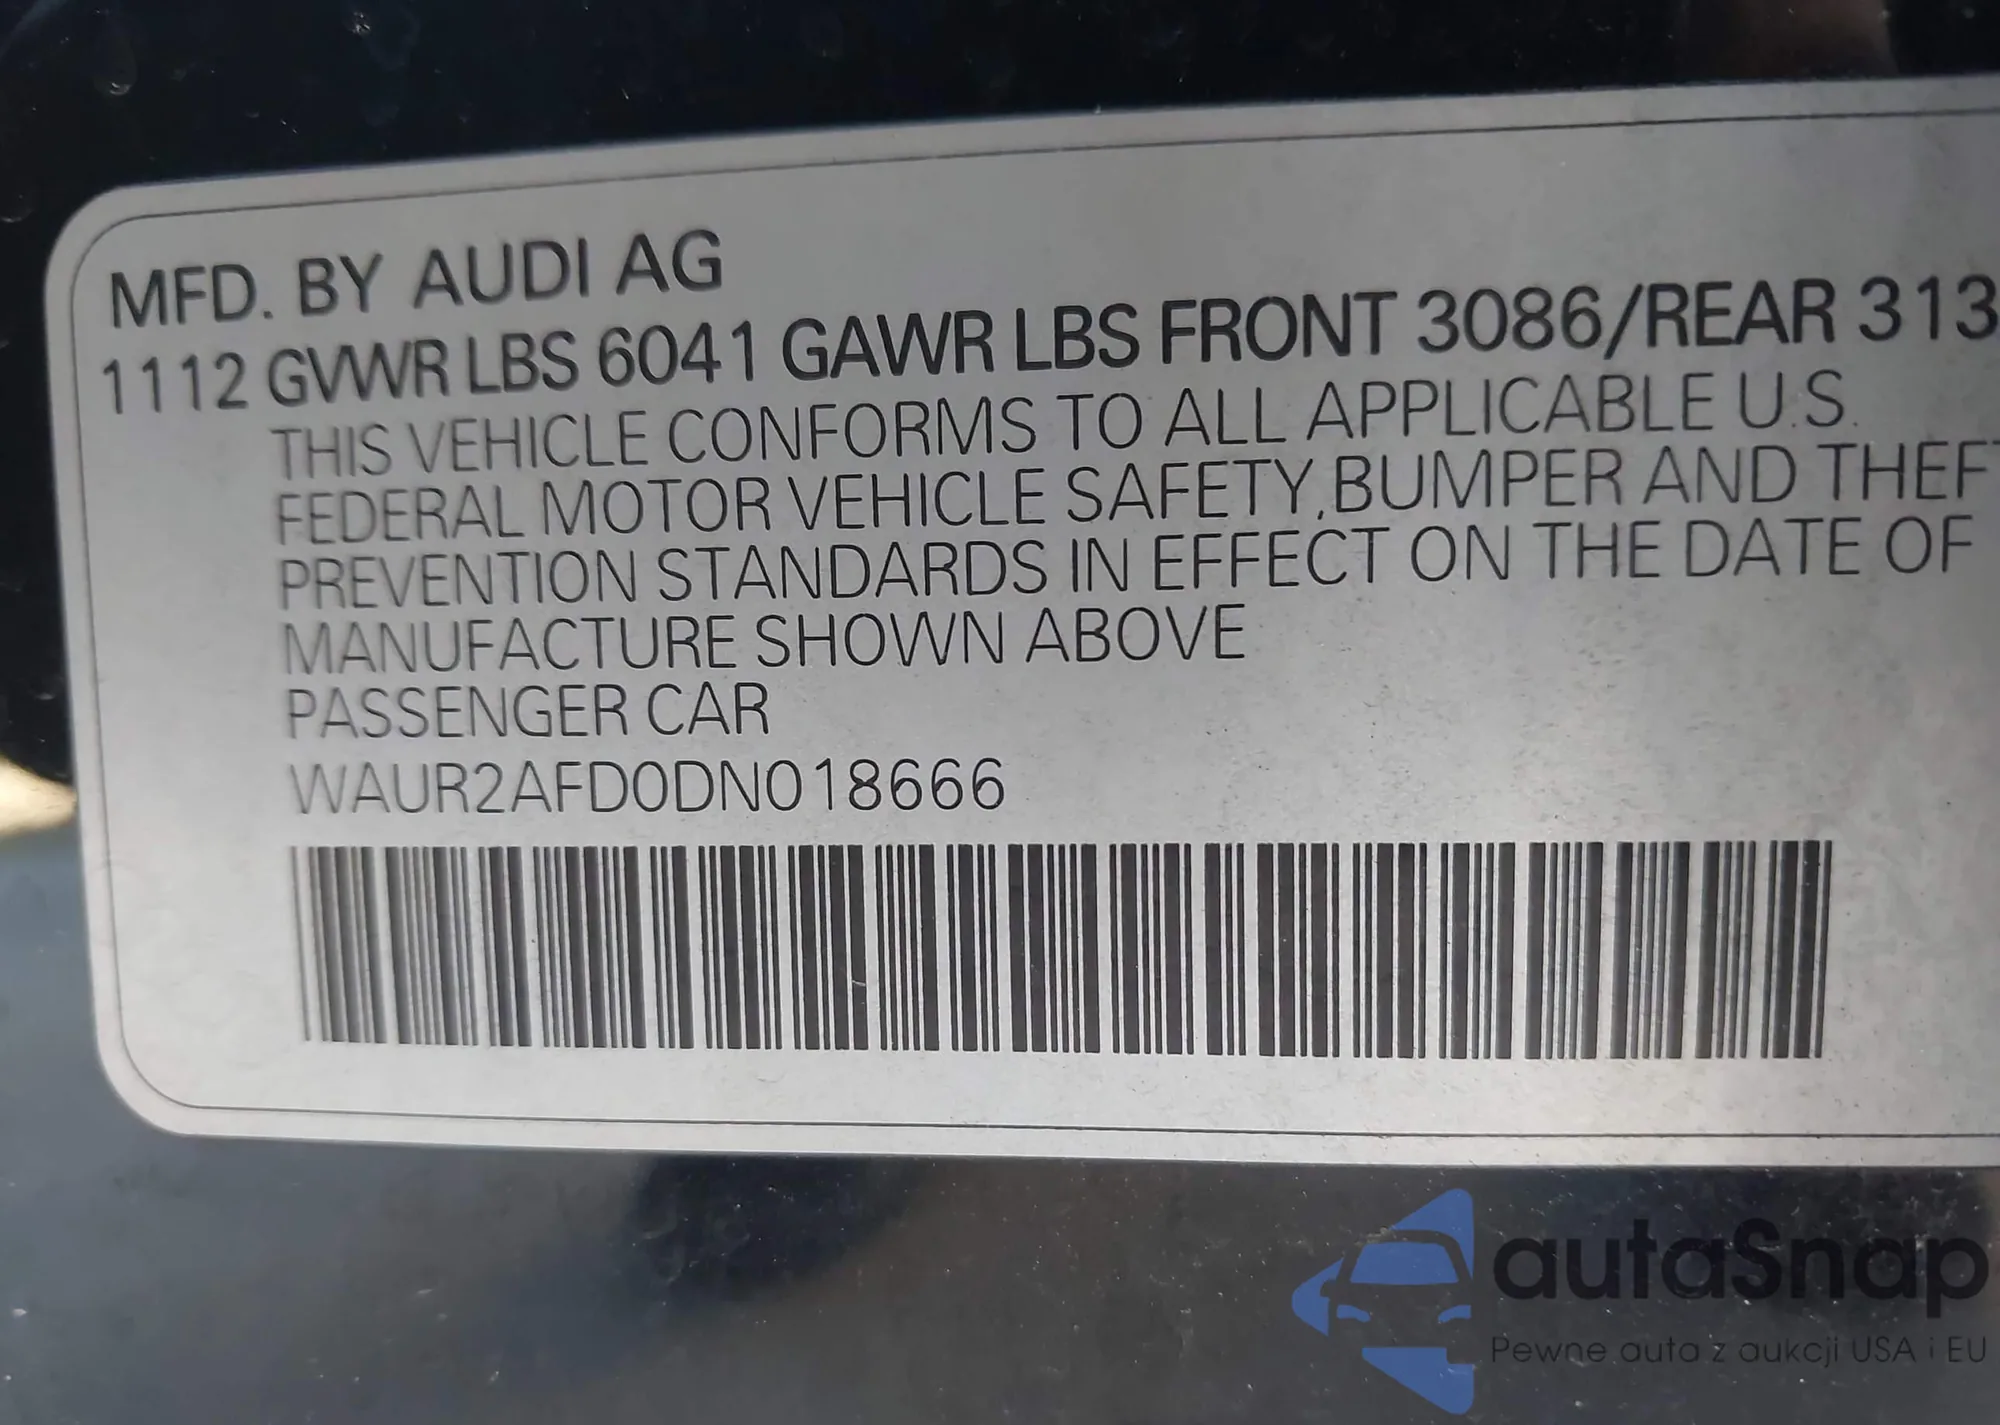 MFD. BY AUDI AG
1112 GVWR LBS 6041 GAWR LBS FRONT 3086/REAR 313
THIS VEHICLE CONFORMS TO ALL APPLICABLE U.S.
FEDERAL MOTOR VEHICLE SAFETY,BUMPER AND THEFT
PREVENTION STANDARDS IN EFFECT ON THE DATE OF
MANUFACTURE SHOWN ABOVE
PASSENGER CAR
WAUR2AFD0DN018666
autaSnap
Pewne auta z aukcji USA i EU